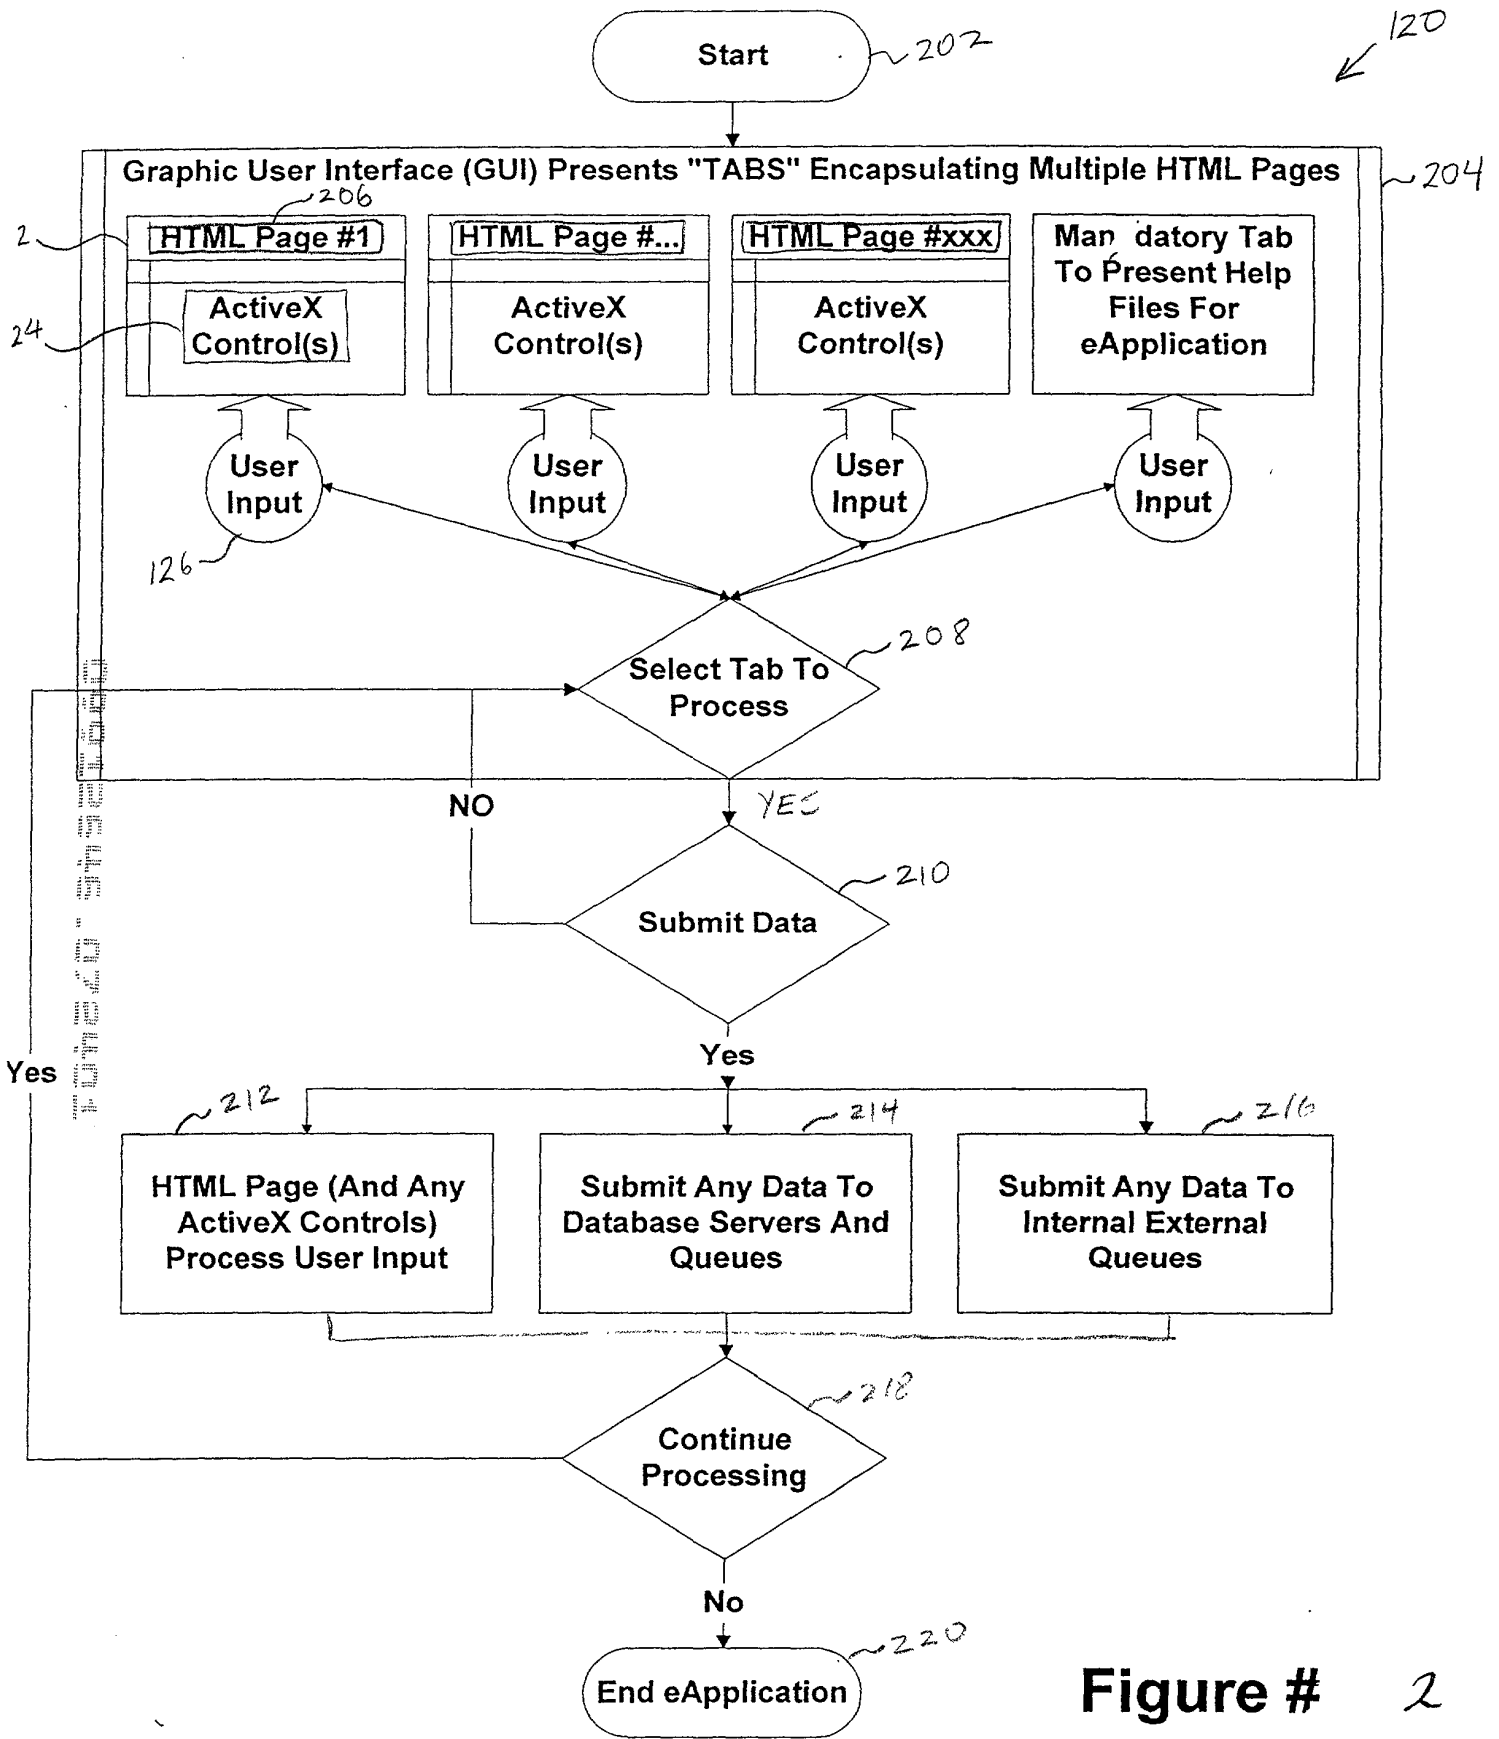 120
Start
202
Graphic User Interface (GUI) Presents "TABS" Encapsulating Multiple HTML Pages
204
206
2
HTML Page #1
HTML Page #...
HTML Page #xxx
Man datory Tab
To Present Help
Files For
eApplication
24
ActiveX
Control(s)
ActiveX
Control(s)
ActiveX
Control(s)
User
Input
User
Input
User
Input
User
Input
126
208
Select Tab To
Process
NO
YES
210
Submit Data
Yes
Yes
212
214
216
HTML Page (And Any
ActiveX Controls)
Process User Input
Submit Any Data To
Database Servers And
Queues
Submit Any Data To
Internal External
Queues
218
Continue
Processing
No
220
End eApplication
Figure # 2